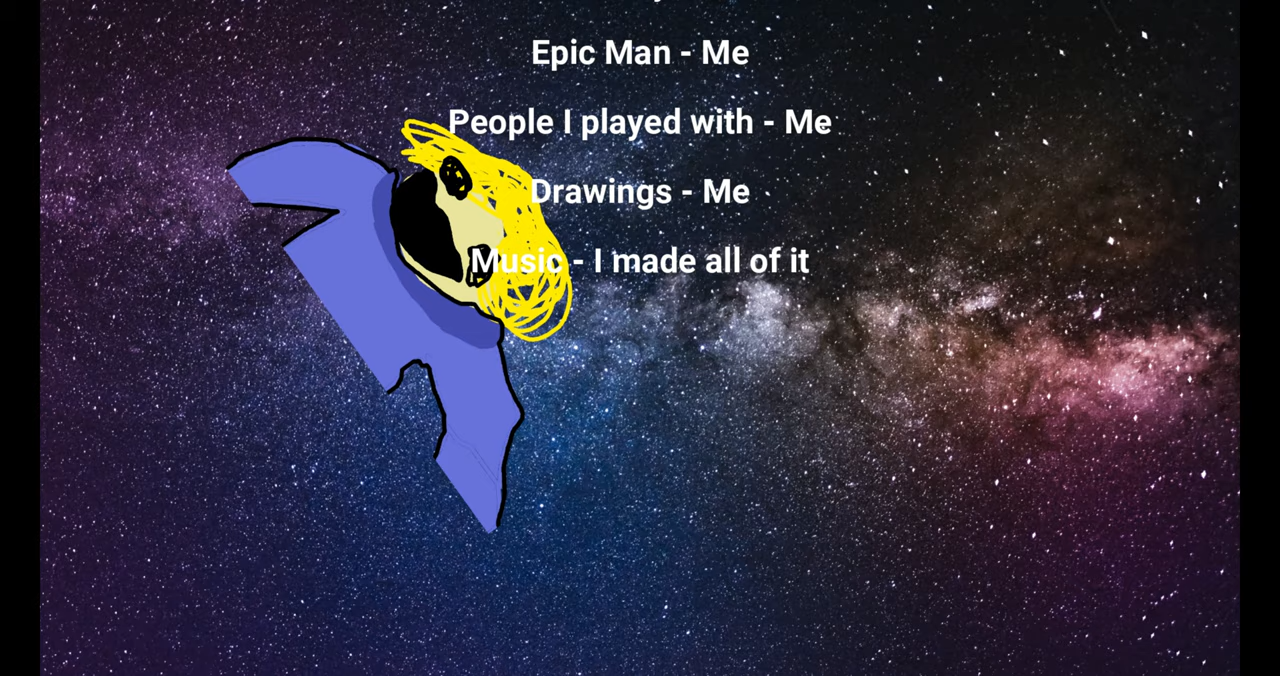 Epic Man - Me
People I played with - Me
Drawings - Me
Music - I made all of it